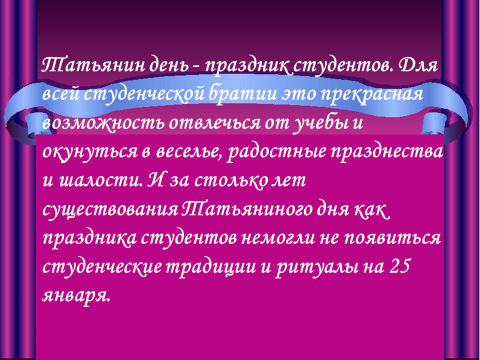 Татьянин день - праздник студентов. Для
всей студенческой братии это прекрасная
возможность отвлечься от учебы и
окунуться в веселье, радостные празднества
и шалости. И за столько лет
существования Татьяниного дня как
праздника студентов немогли не появиться
студенческие традиции и ритуалы на 25
января.